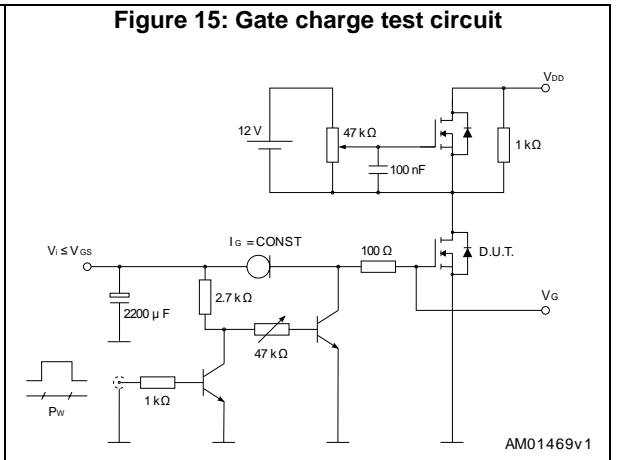 Figure 15: Gate charge test circuit
VDD
12 V
47 kΩ
1 kΩ
100 nF
Vi ≤ VGS
IG = CONST
100 Ω
D.U.T.
2.7 kΩ
2200 µF
VG
47 kΩ
1 kΩ
PW
AM01469v1